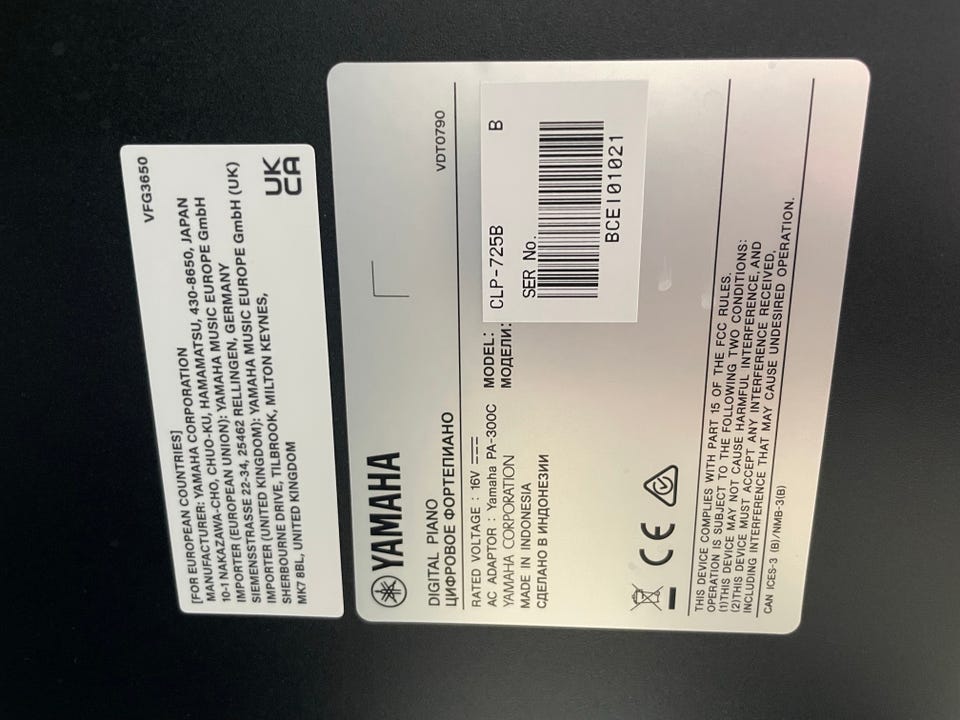 VFG3650
[FOR EUROPEAN COUNTRIES]
MANUFACTURER: YAMAHA CORPORATION
10-1 NAKAZAWA-CHO, CHUO-KU, HAMAMATSU, 430-8650, JAPAN
IMPORTER (EUROPEAN UNION): YAMAHA MUSIC EUROPE GmbH
SIEMENSSTRASSE 22-34, 25462 RELLINGEN, GERMANY
IMPORTER (UNITED KINGDOM): YAMAHA MUSIC EUROPE GmbH (UK)
SHERBOURNE DRIVE, TILBROOK, MILTON KEYNES,
MK7 8BL, UNITED KINGDOM
UK
CA
YAMAHA
DIGITAL PIANO
VDT0790
ЦИФРОВОЕ ФОРТЕПИАНО
RATED VOLTAGE : 16V
AC ADAPTOR : Yamaha PA-300C
YAMAHA CORPORATION
MADE IN INDONESIA
СДЕЛАНО В ИНДОНЕЗИИ
MODEL:
МОДЕЛИ:
CLP-725B B
SER No.
BCEI01021
CE
THIS DEVICE COMPLIES WITH PART 15 OF THE FCC RULES.
OPERATION IS SUBJECT TO THE FOLLOWING TWO CONDITIONS:
(1)THIS DEVICE MAY NOT CAUSE HARMFUL INTERFERENCE,AND
(2)THIS DEVICE MUST ACCEPT ANY INTERFERENCE RECEIVED,
INCLUDING INTERFERENCE THAT MAY CAUSE UNDESIRED OPERATION.
CAN ICES-3 (B)/NMB-3(B)